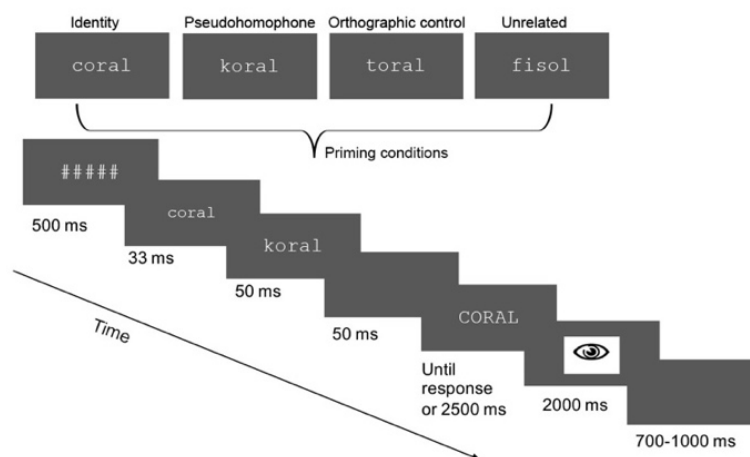 Identity Pseudohomophone Orthographic control Unrelated
coral koral toral fisol
Priming conditions
#####
500 ms
coral
33 ms
koral
50 ms
50 ms
CORAL
Until
response
or 2500 ms
2000 ms
700-1000 ms
Time